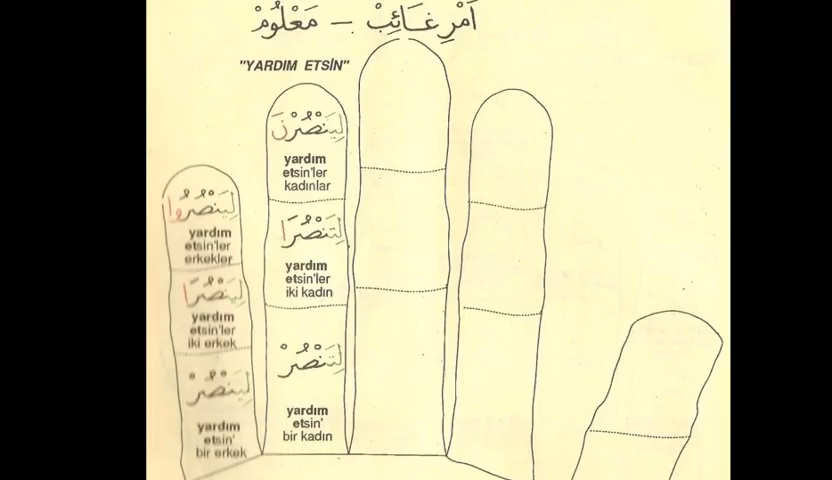 اَمْرِ غَـائِبْ – مَعْلُومْ
"YARDIM ETSİN"
لِيَنْصُرُوا
yardım
etsin'ler
erkekler
لِيَنْصُرَا
yardım
etsin'ler
iki erkek
لِيَنْصُرْ
yardım
etsin'
bir erkek
لِيَنْصُرْنَ
yardım
etsin'ler
kadınlar
لِتَنْصُرَا
yardım
etsin'ler
iki kadın
لِتَنْصُرْ
yardım
etsin'
bir kadın